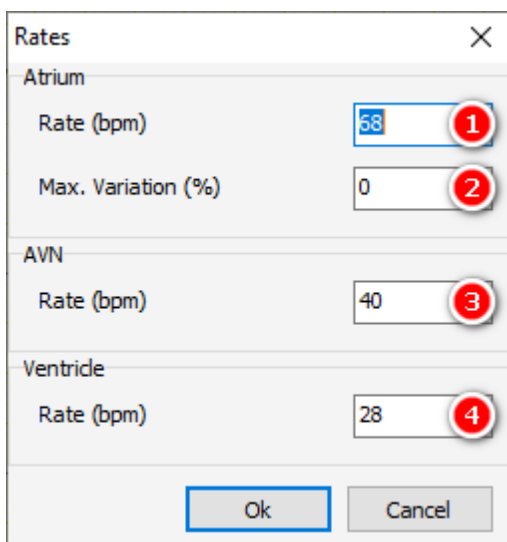 Rates
Atrium
Rate (bpm) 68 1
Max. Variation (%) 0 2
AVN
Rate (bpm) 40 3
Ventricle
Rate (bpm) 28 4
Ok Cancel